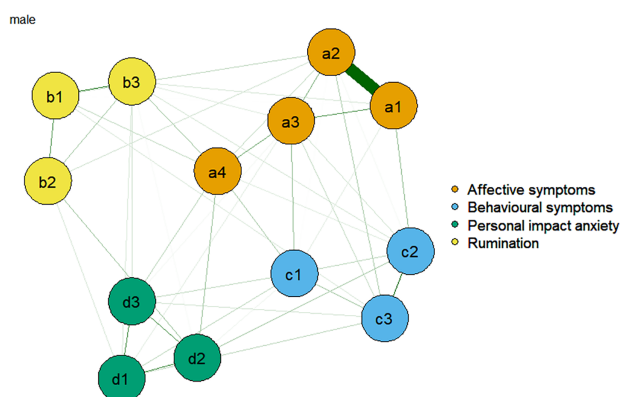 male
a2
b3
b1
a1
a3
a4
b2
Affective symptoms
Behavioural symptoms
Personal impact anxiety
Rumination
c2
c1
d3
c3
d2
d1